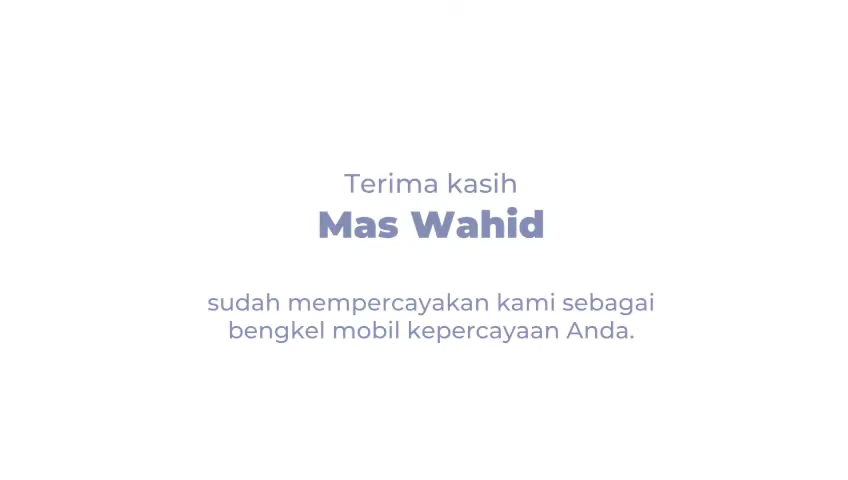 Terima kasih
Mas Wahid
sudah mempercayakan kami sebagai
bengkel mobil kepercayaan Anda.